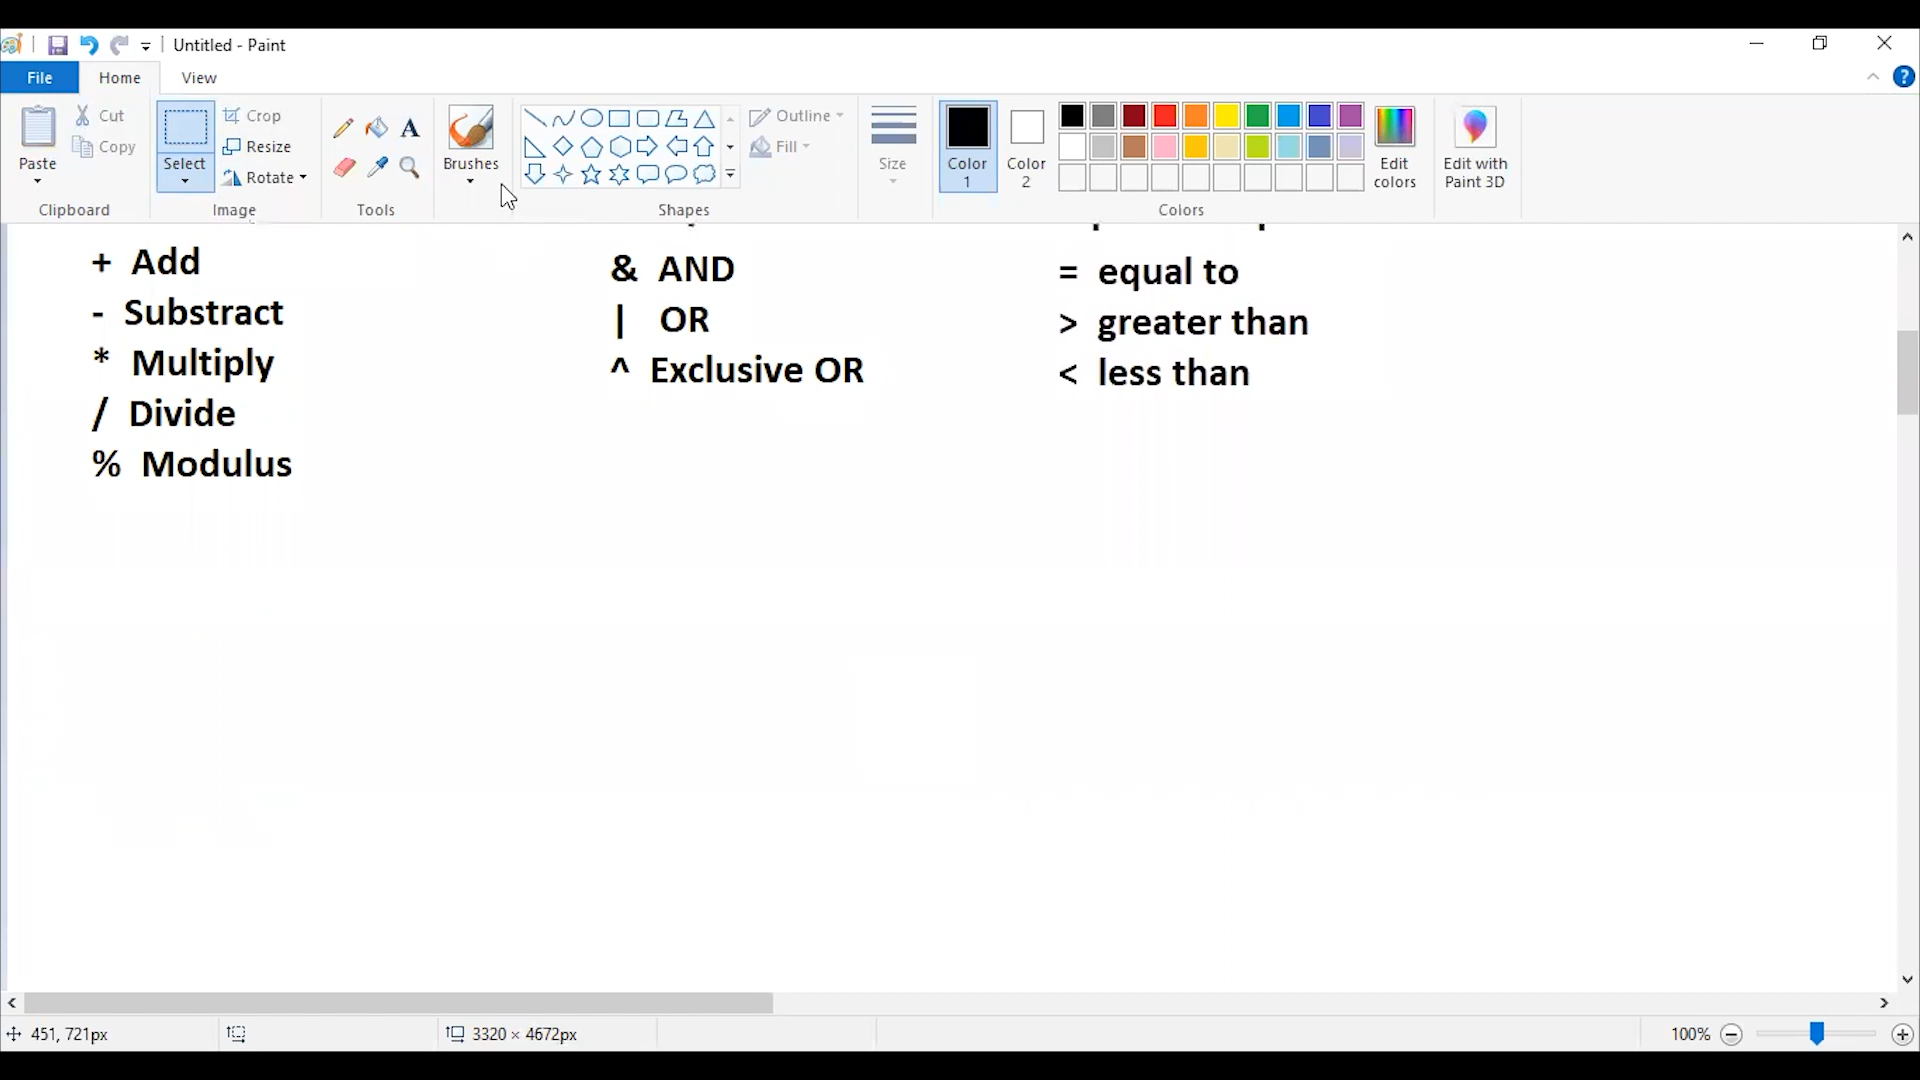 Untitled - Paint
File
Home
View
Paste
Cut
Copy
Clipboard
Select
Crop
Resize
Rotate
Image
A
Tools
Brushes
Shapes
Outline
Fill
Size
Color 1
Color 2
Colors
Edit colors
Edit with Paint 3D
+ Add
- Substract
* Multiply
/ Divide
% Modulus
& AND
| OR
^ Exclusive OR
= equal to
> greater than
< less than
451, 721px
3320 × 4672px
100%